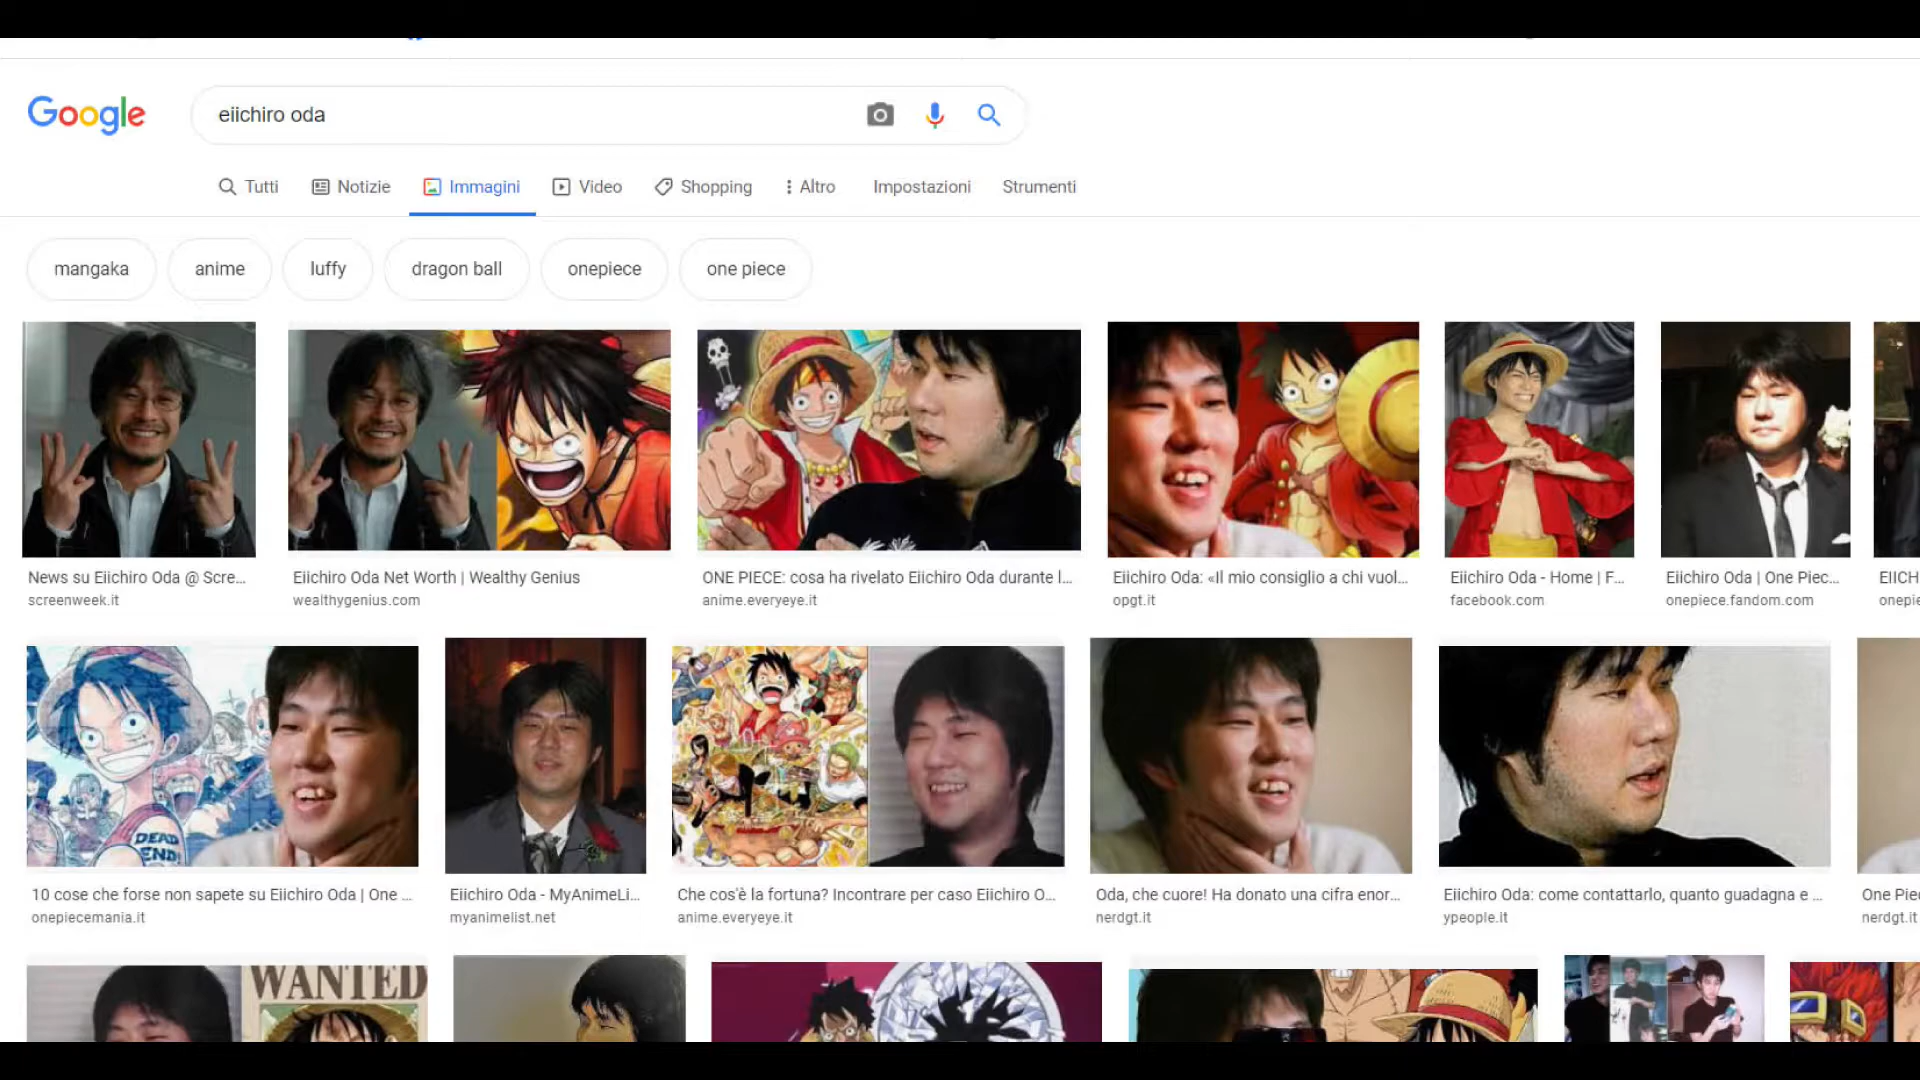 Google
eiichiro oda
Tutti
Notizie
Immagini
Video
Shopping
Altro
Impostazioni
Strumenti
mangaka
anime
luffy
dragon ball
onepiece
one piece
News su Eiichiro Oda @ Scre...
screenweek.it
Eiichiro Oda Net Worth | Wealthy Genius
wealthygenius.com
ONE PIECE: cosa ha rivelato Eiichiro Oda durante l...
anime.everyeye.it
Eiichiro Oda: «Il mio consiglio a chi vuol...
opgt.it
Eiichiro Oda - Home | F...
facebook.com
Eiichiro Oda | One Piec...
onepiece.fandom.com
EIICH
onepie
DEAD
END
10 cose che forse non sapete su Eiichiro Oda | One ...
onepiecemania.it
Eiichiro Oda - MyAnimeLi...
myanimelist.net
Che cos'è la fortuna? Incontrare per caso Eiichiro O...
anime.everyeye.it
Oda, che cuore! Ha donato una cifra enor...
nerdgt.it
Eiichiro Oda: come contattarlo, quanto guadagna e ...
ypeople.it
One Pie
nerdgt.it
WANTED